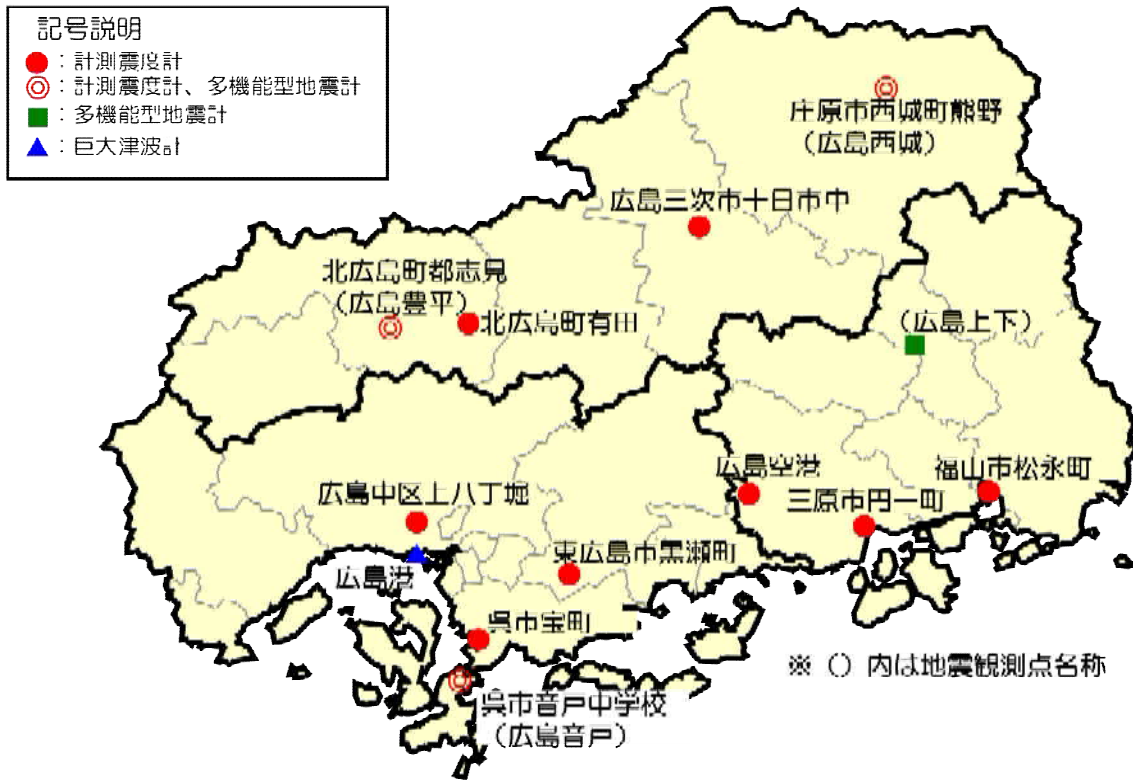 記号説明
：計測震度計
：計測震度計、多機能型地震計
：多機能型地震計
：巨大津波計
庄原市西城町熊野
（広島西城）
広島三次市十日市中
北広島町都志見
（広島豊平）
北広島町有田
（広島上下）
広島空港
福山市松永町
広島中区上八丁堀
三原市円一町
東広島市黒瀬町
広島港
呉市宝町
※（）内は地震観測点名称
呉市音戸中学校
（広島音戸）